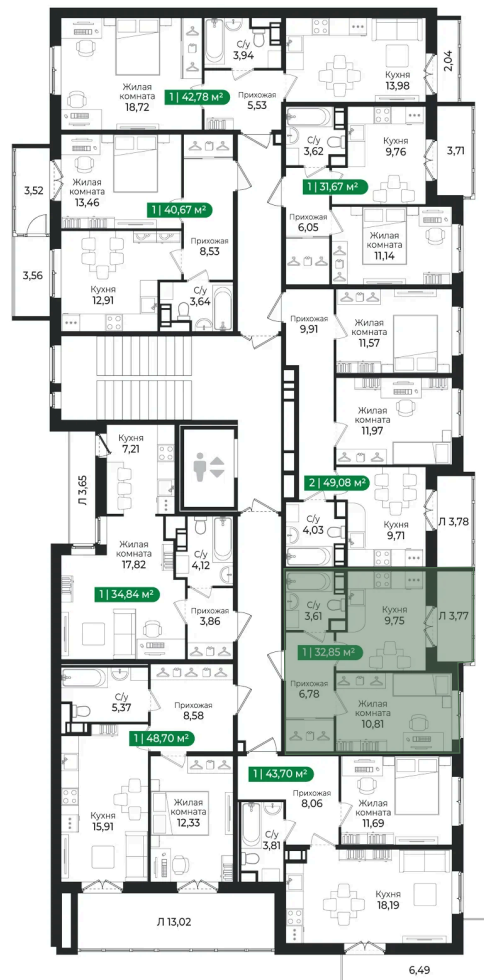 С/у
3,94
Жилая
комната
18,72
1 | 42,78 м²
Прихожая
5,53
Кухня
13,98
2,04
С/у
3,62
Кухня
9,76
3,71
1 | 31,67 м²
Прихожая
6,05
Жилая
комната
11,14
3,52
Жилая
комната
13,46
1 | 40,67 м²
Прихожая
8,53
3,56
Кухня
12,91
С/у
3,64
Прихожая
9,91
Жилая
комната
11,57
Жилая
комната
11,97
2 | 49,08 м²
С/у
4,03
Кухня
9,71
Л 3,78
Кухня
7,21
Л 3,65
Жилая
комната
17,82
С/у
4,12
1 | 34,84 м²
Прихожая
3,86
С/у
3,61
Кухня
9,75
Л 3,77
1 | 32,85 м²
Прихожая
6,78
Жилая
комната
10,81
С/у
5,37
Прихожая
8,58
1 | 48,70 м²
Кухня
15,91
Жилая
комната
12,33
Л 13,02
1 | 43,70 м²
Прихожая
8,06
Жилая
комната
11,69
С/у
3,81
Кухня
18,19
6,49